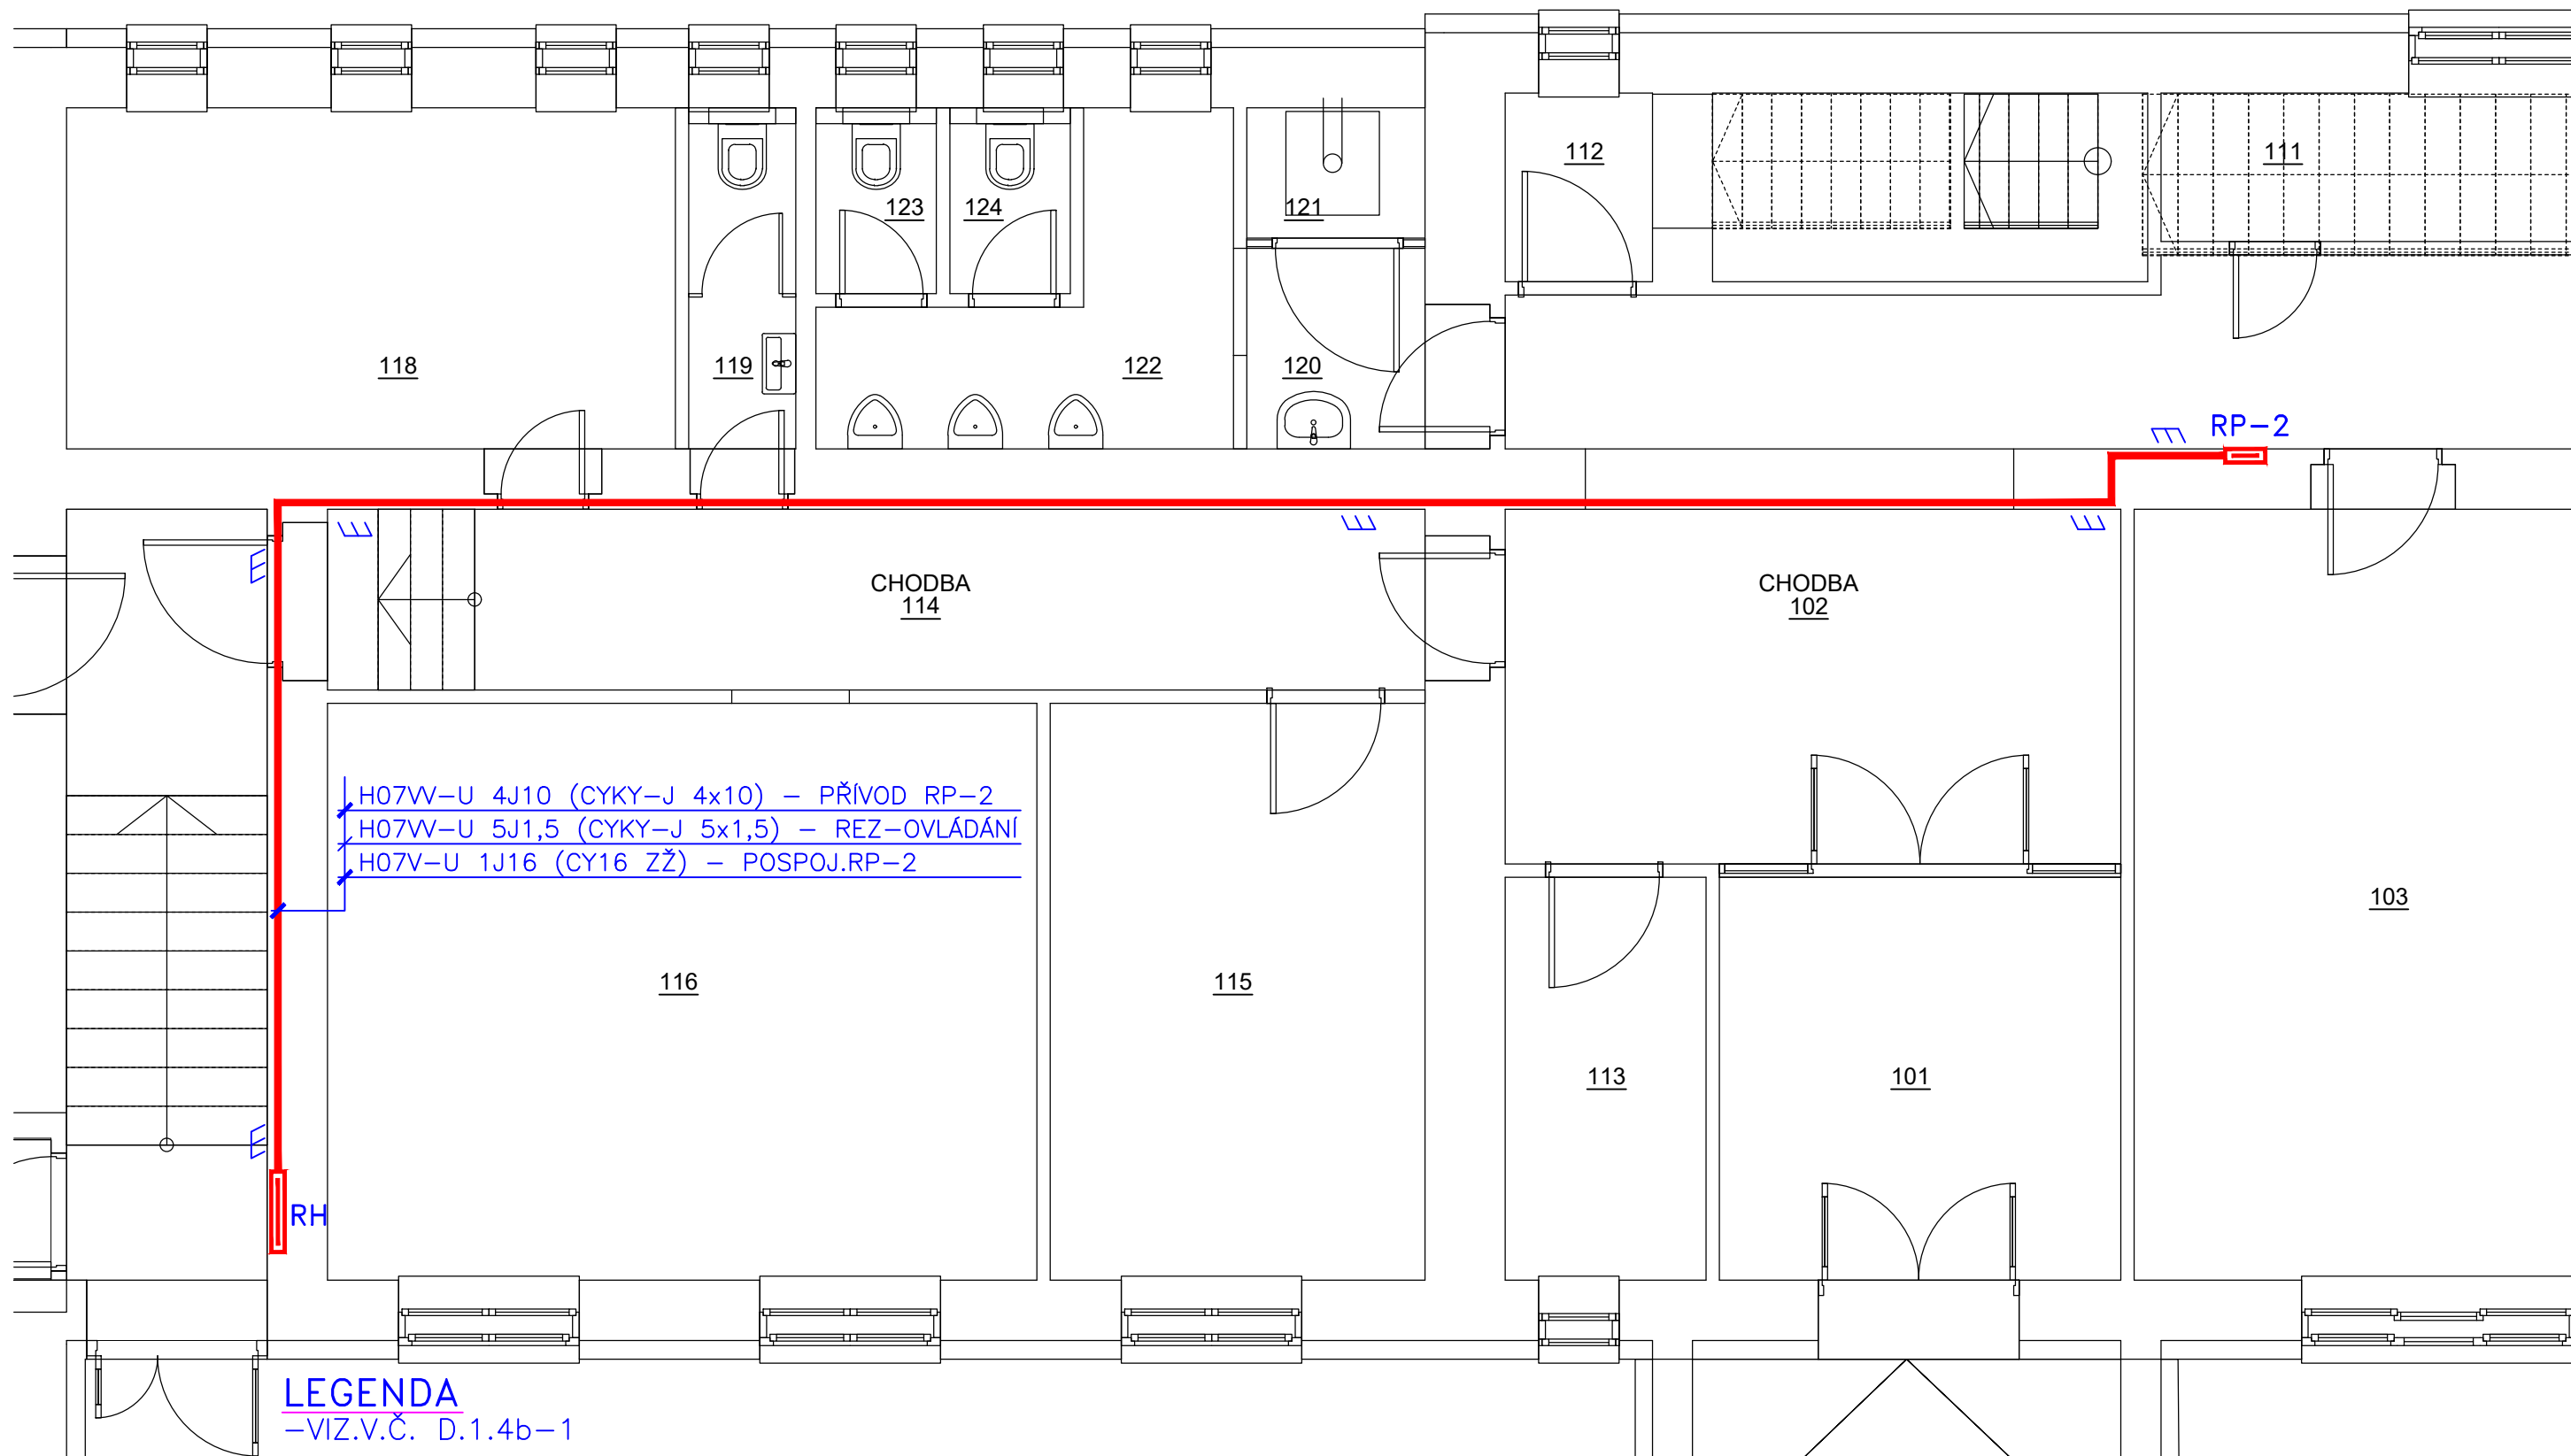 112
111
123
124
121
118
119
122
120
RP-2
CHODBA
114
CHODBA
102
H07VV-U 4J10 (CYKY-J 4x10) - PŘÍVOD RP-2
H07VV-U 5J1,5 (CYKY-J 5x1,5) - REZ-OVLÁDÁNÍ
H07V-U 1J16 (CY16 ZŽ) - POSPOJ.RP-2
103
116
115
113
101
RH
LEGENDA
-VIZ.V.Č. D.1.4b-1